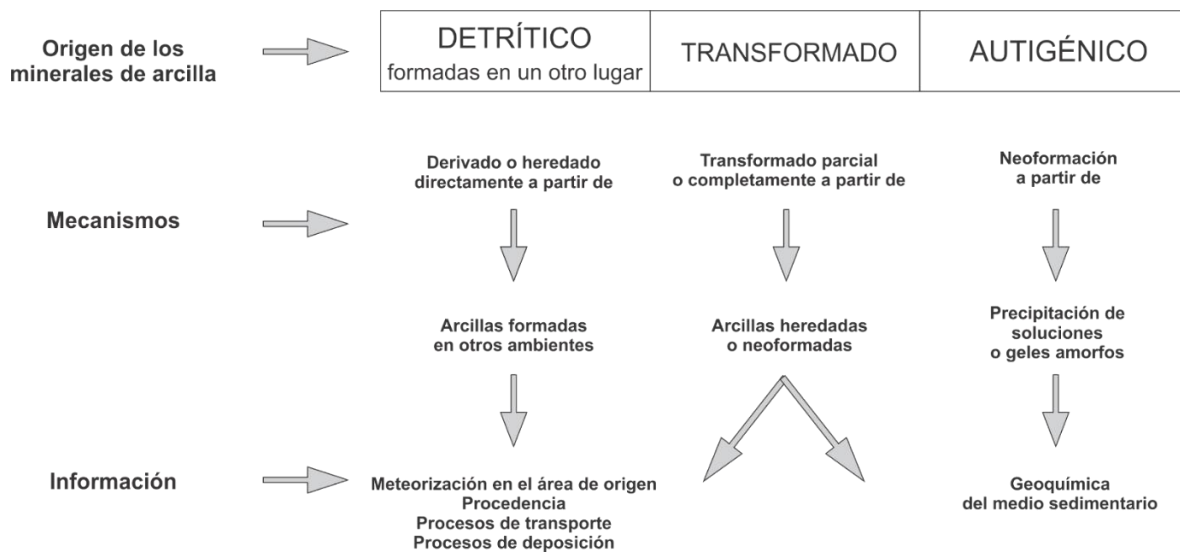 Origen de los
minerales de arcilla
DETRÍTICO
formadas en un otro lugar
TRANSFORMADO
AUTIGÉNICO
Mecanismos
Derivado o heredado
directamente a partir de
Transformado parcial
o completamente a partir de
Neoformación
a partir de
Arcillas formadas
en otros ambientes
Arcillas heredadas
o neoformadas
Precipitación de
soluciones
o geles amorfos
Información
Meteorización en el área de origen
Procedencia
Procesos de transporte
Procesos de deposición
Geoquímica
del medio sedimentario